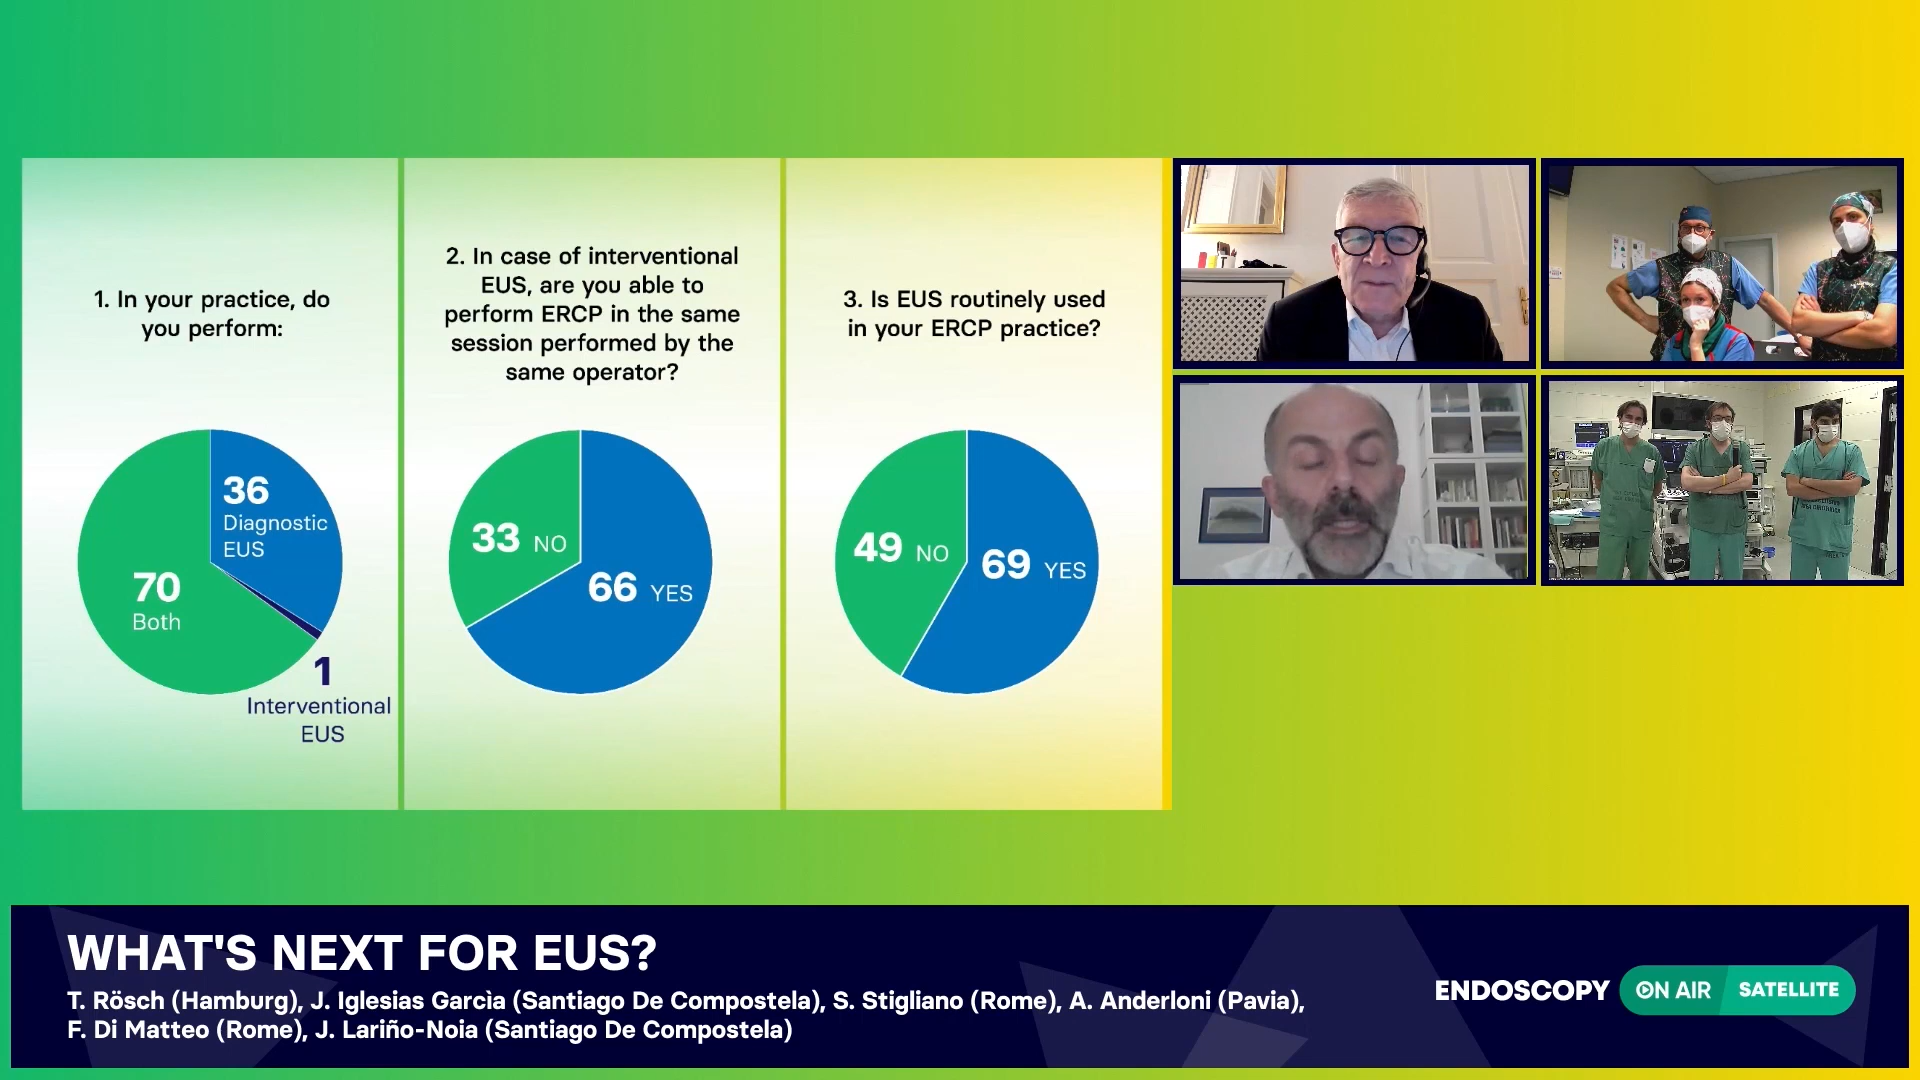 1. In your practice, do
you perform:
36
Diagnostic
EUS
70
Both
1
Interventional
EUS
2. In case of interventional
EUS, are you able to
perform ERCP in the same
session performed by the
same operator?
33 NO
66 YES
3. Is EUS routinely used
in your ERCP practice?
49 NO
69 YES
WHAT'S NEXT FOR EUS?
T. Rösch (Hamburg), J. Iglesias Garcìa (Santiago De Compostela), S. Stigliano (Rome), A. Anderloni (Pavia),
F. Di Matteo (Rome), J. Lariño-Noia (Santiago De Compostela)
ENDOSCOPY ON AIR SATELLITE